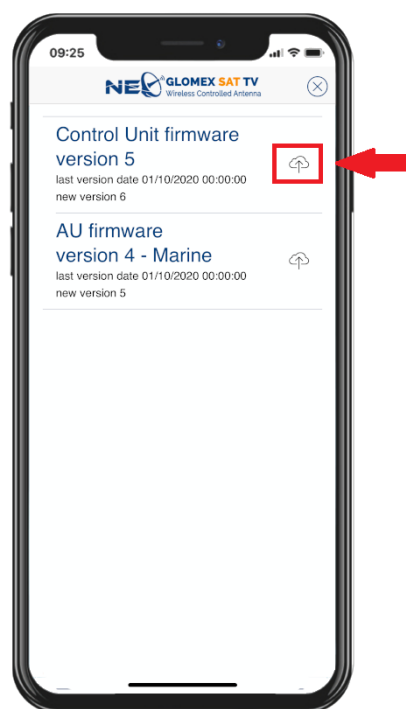 09:25
NEO GLOMEX SAT TV
Wireless Controlled Antenna
Control Unit firmware
version 5
last version date 01/10/2020 00:00:00
new version 6
AU firmware
version 4 - Marine
last version date 01/10/2020 00:00:00
new version 5